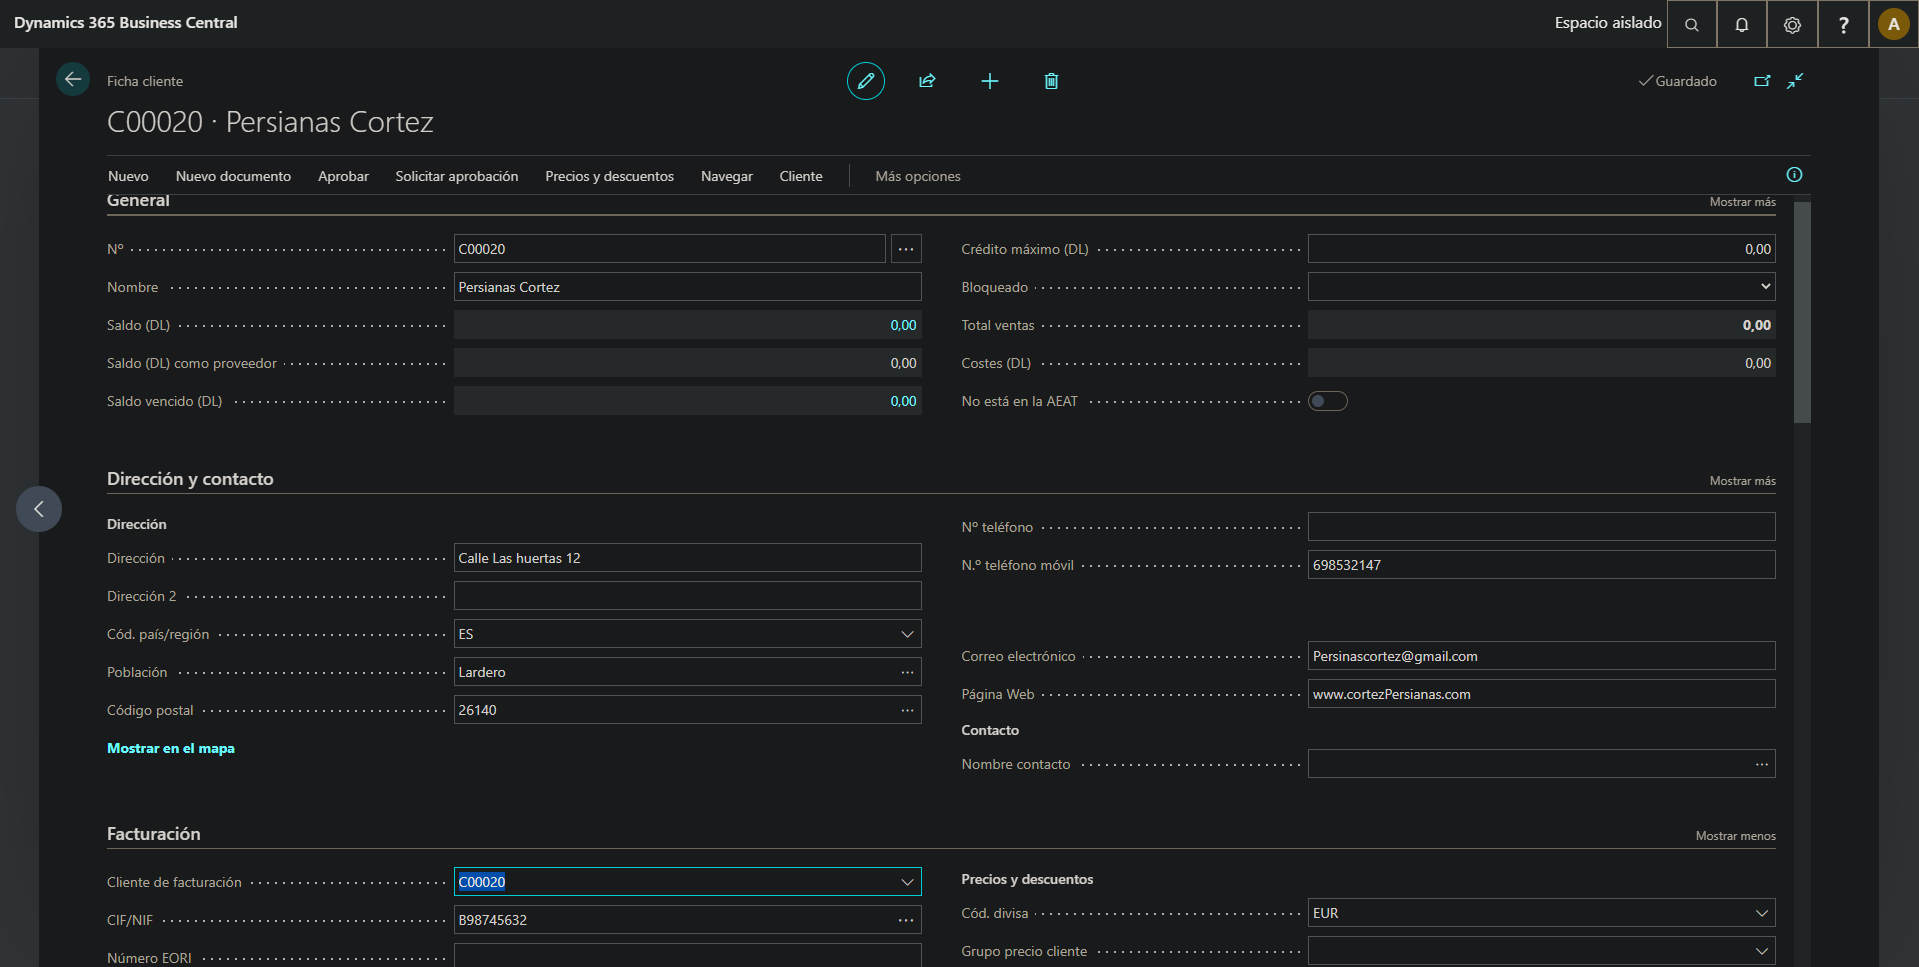 Dynamics 365 Business Central
Espacio aislado
?
A
Ficha cliente
Guardado
C00020 · Persianas Cortez
Nuevo
Nuevo documento
Aprobar
Solicitar aprobación
Precios y descuentos
Navegar
Cliente
Más opciones
General
Mostrar más
Nº
C00020
Nombre
Persianas Cortez
Saldo (DL)
0,00
Saldo (DL) como proveedor
0,00
Saldo vencido (DL)
0,00
Crédito máximo (DL)
0,00
Bloqueado
Total ventas
0,00
Costes (DL)
0,00
No está en la AEAT
Dirección y contacto
Mostrar más
Dirección
Dirección
Calle Las huertas 12
Dirección 2
Cód. país/región
ES
Población
Lardero
Código postal
26140
Mostrar en el mapa
Nº teléfono
N.º teléfono móvil
698532147
Correo electrónico
Persinascortez@gmail.com
Página Web
www.cortezPersianas.com
Contacto
Nombre contacto
Facturación
Mostrar menos
Cliente de facturación
C00020
CIF/NIF
B98745632
Número EORI
Precios y descuentos
Cód. divisa
EUR
Grupo precio cliente